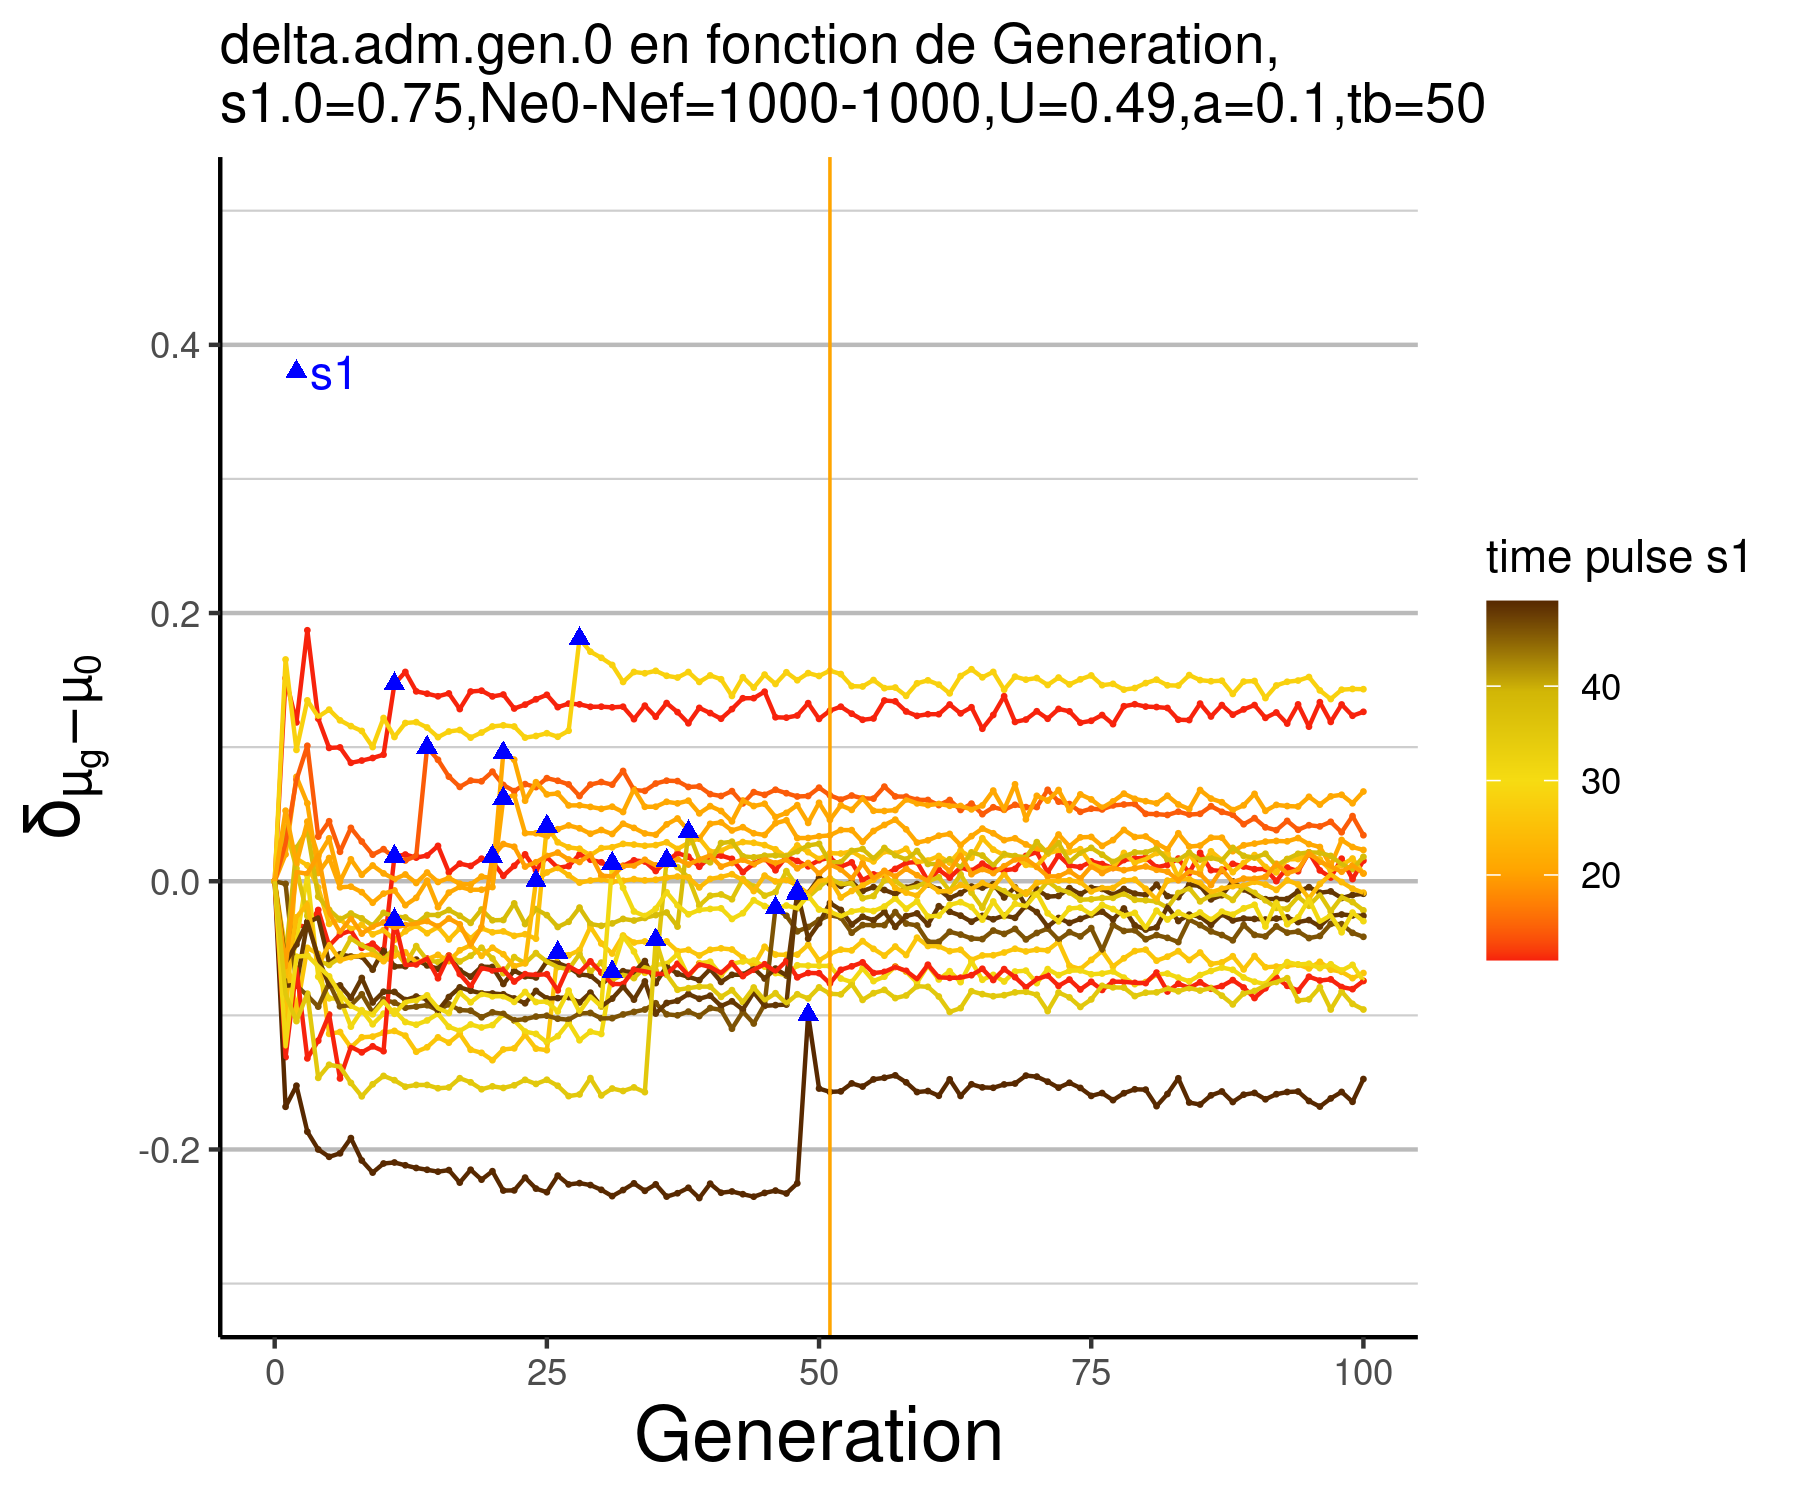 delta.adm.gen.0 en fonction de Generation,
s1.0=0.75,Ne0-Nef=1000-1000,U=0.49,a=0.1,tb=50
0.4
s1
0.2
0.0
-0.2
δμg−μ0
0 25 50 75 100
Generation
time pulse s1
40
30
20